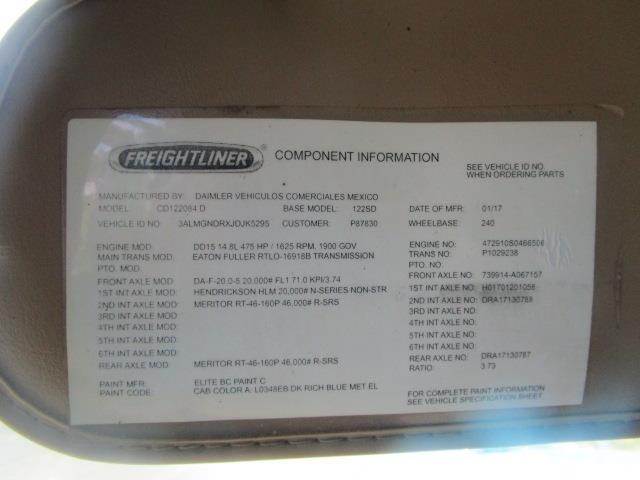 FREIGHTLINER COMPONENT INFORMATION
SEE VEHICLE ID NO.
WHEN ORDERING PARTS
MANUFACTURED BY: DAIMLER VEHICULOS COMERCIALES MEXICO
MODEL: CD122084 D BASE MODEL: 122SD DATE OF MFR: 01/17
VEHICLE ID NO: 3ALMGNDRXJDJK5295 CUSTOMER: P87830 WHEELBASE: 240
ENGINE MOD: DD15 14.8L 475 HP / 1625 RPM, 1900 GOV ENGINE NO: 472910S0466506
MAIN TRANS MOD: EATON FULLER RTLO-16918B TRANSMISSION TRANS NO: P1029238
PTO. MOD: PTO. NO:
FRONT AXLE MOD: DA-F-20.0-5 20,000# FL1 71.0 KPI/3.74 FRONT AXLE NO: 739914-A067157
1ST INT AXLE MOD: HENDRICKSON HLM 20,000# N-SERIES NON-STR 1ST INT AXLE NO: H01701201056
2ND INT AXLE MOD: MERITOR RT-46-160P 46,000# R-SRS 2ND INT AXLE NO: DRA17130788
3RD INT AXLE MOD: 3RD INT AXLE NO:
4TH INT AXLE MOD: 4TH INT AXLE NO:
5TH INT AXLE MOD: 5TH INT AXLE NO:
6TH INT AXLE MOD: 6TH INT AXLE NO:
REAR AXLE MOD: MERITOR RT-46-160P 46,000# R-SRS REAR AXLE NO: DRA17130787
RATIO: 3.73
PAINT MFR: ELITE BC PAINT C
PAINT CODE: CAB COLOR A: L0348EB DK RICH BLUE MET EL
FOR COMPLETE PAINT INFORMATION
SEE VEHICLE SPECIFICATION SHEET